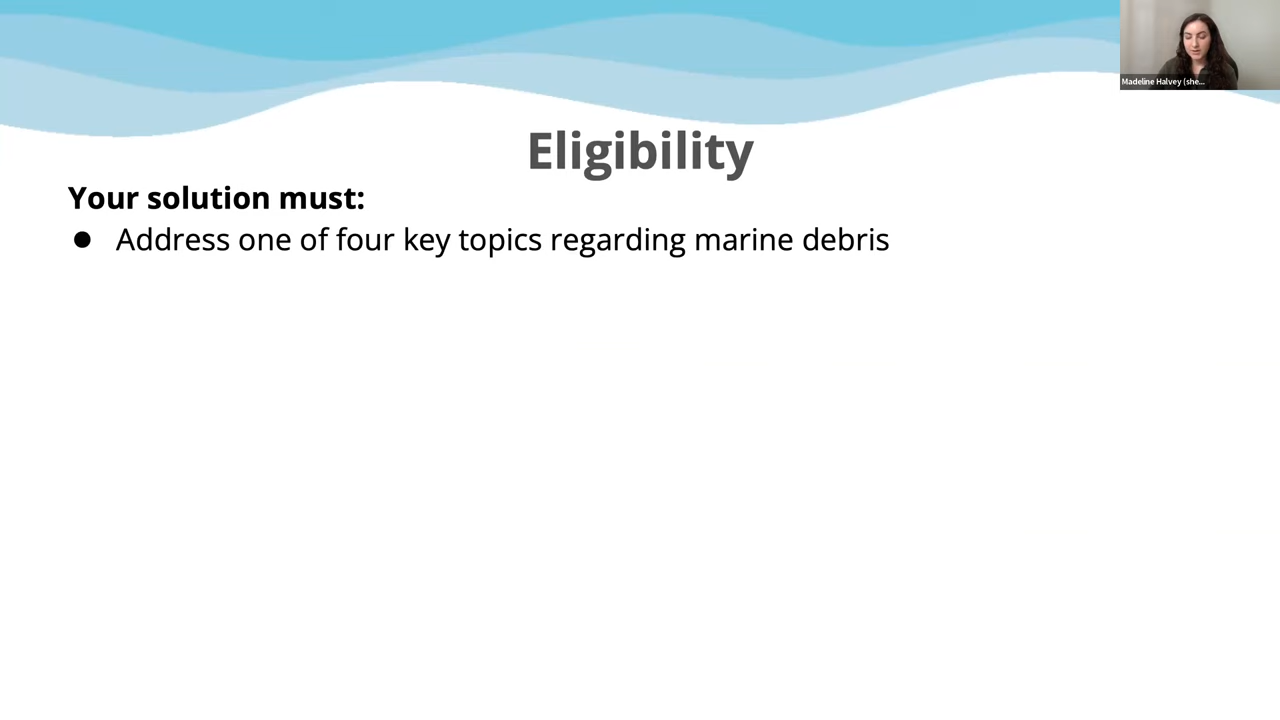 Madeline Halvey (she...
Eligibility
Your solution must:
● Address one of four key topics regarding marine debris